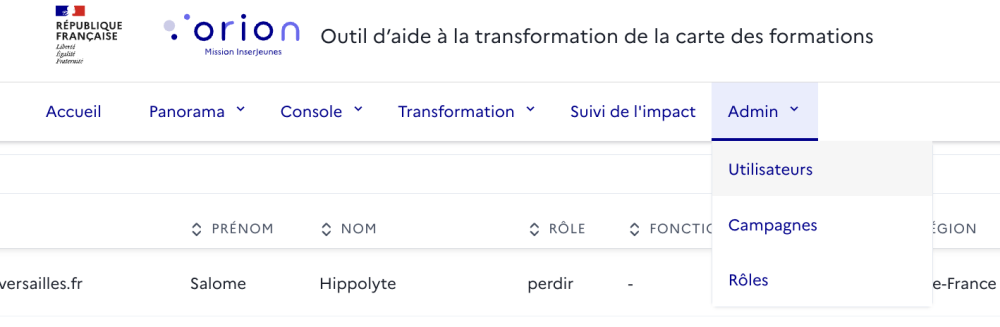 RÉPUBLIQUE
FRANÇAISE
Liberté
Égalité
Fraternité
orion
Mission InserJeunes
Outil d’aide à la transformation de la carte des formations
Accueil Panorama Console Transformation Suivi de l'impact Admin
Utilisateurs
Campagnes
Rôles
PRÉNOM NOM RÔLE FONCTIO ÉGION
versailles.fr Salome Hippolyte perdir - e-France